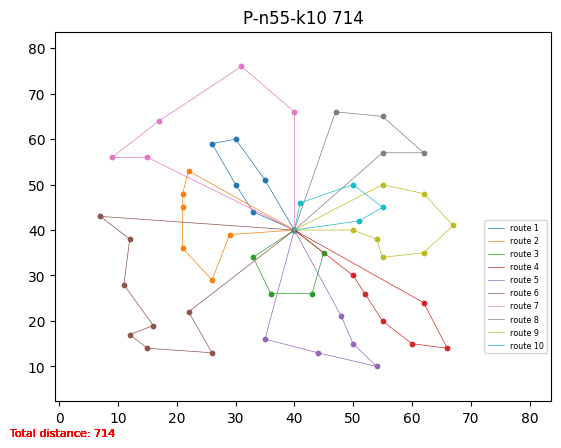 P-n55-k10 714
80
70
60
50
40
30
20
10
0 10 20 30 40 50 60 70 80
route 1
route 2
route 3
route 4
route 5
route 6
route 7
route 8
route 9
route 10
Total distance: 714